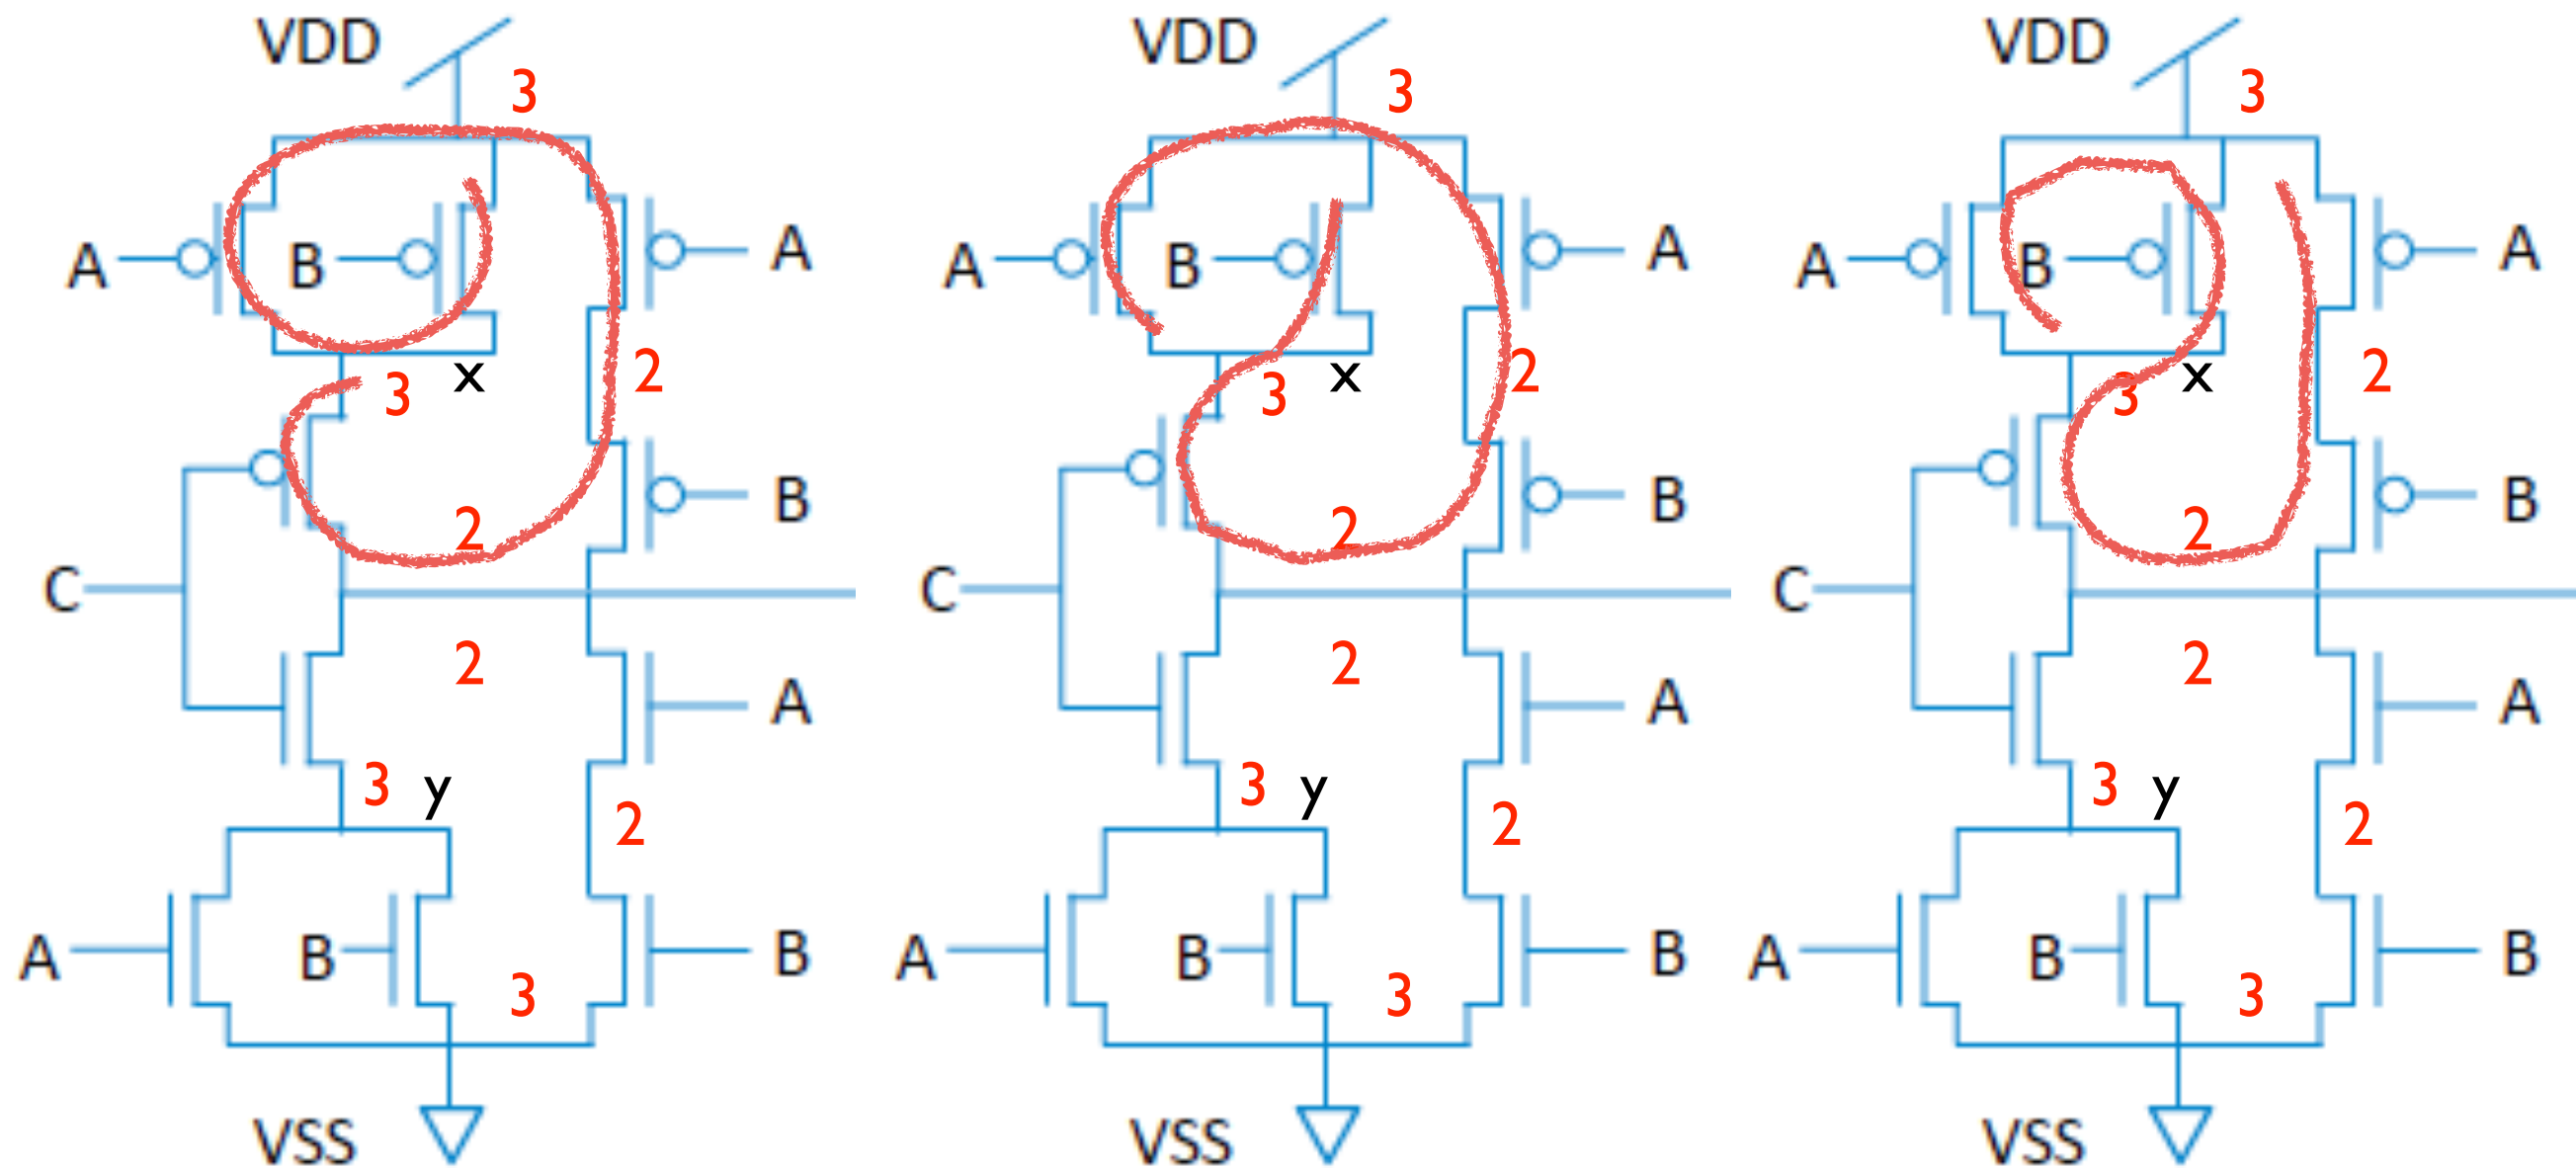 VDD 3 VDD 3 VDD 3
A B A A B A A B A
3 x 2 3 x 2 3 x 2
B B B
2 2 2
C C C
2 2 2
A A A
3 y 3 y 3 y
2 2 2
A B B A B B A B B
3 3 3
VSS VSS VSS